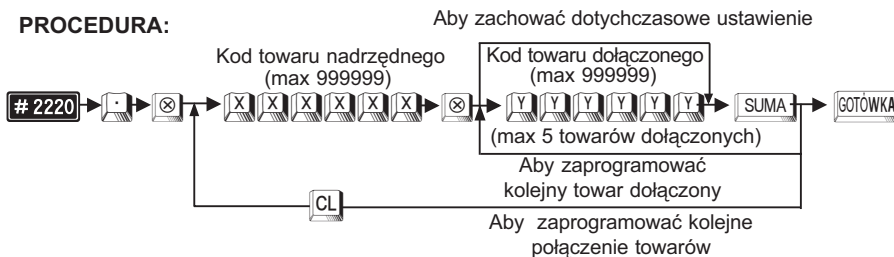 Aby zachować dotychczasowe ustawienie
PROCEDURA:
Kod towaru nadrzędnego
(max 999999)
Kod towaru dołączonego
(max 999999)
# 2220 · ⊗ X X X X X X ⊗ Y Y Y Y Y Y SUMA GOTÓWKA
(max 5 towarów dołączonych)
Aby zaprogramować
kolejny towar dołączony
CL
Aby zaprogramować kolejne
połączenie towarów